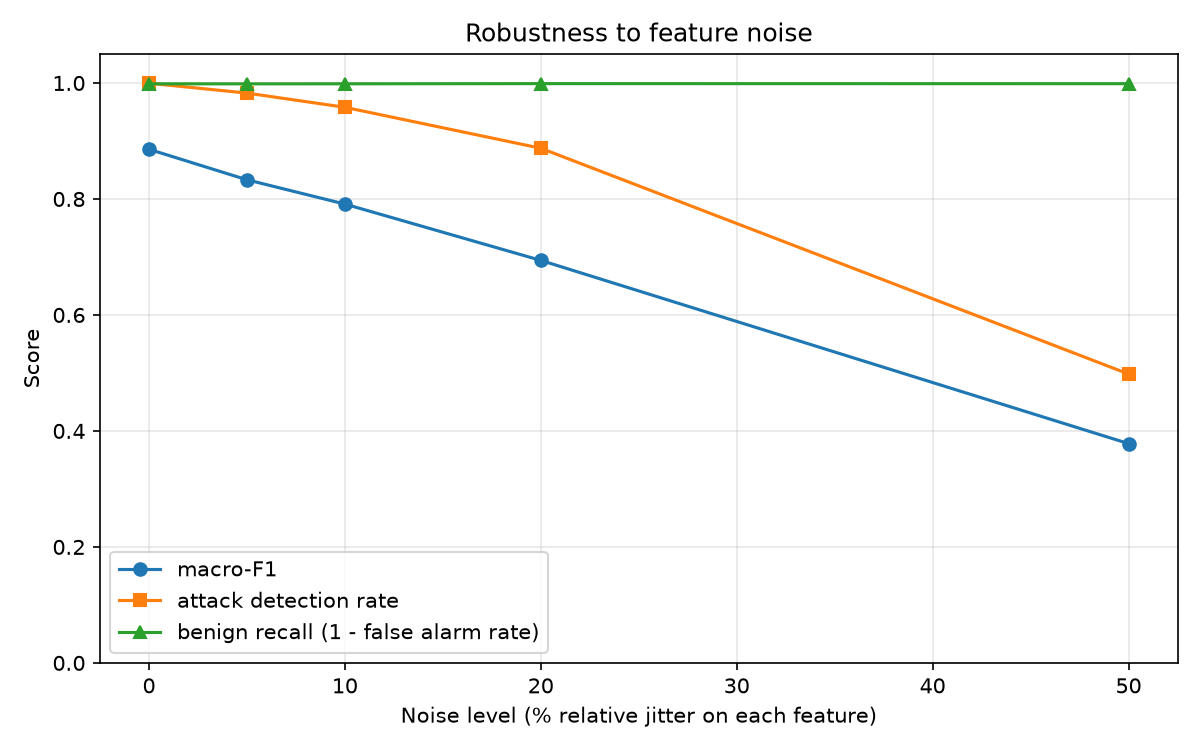 Robustness to feature noise
Score
1.0
0.8
0.6
0.4
0.2
0.0
macro-F1
attack detection rate
benign recall (1 - false alarm rate)
0 10 20 30 40 50
Noise level (% relative jitter on each feature)